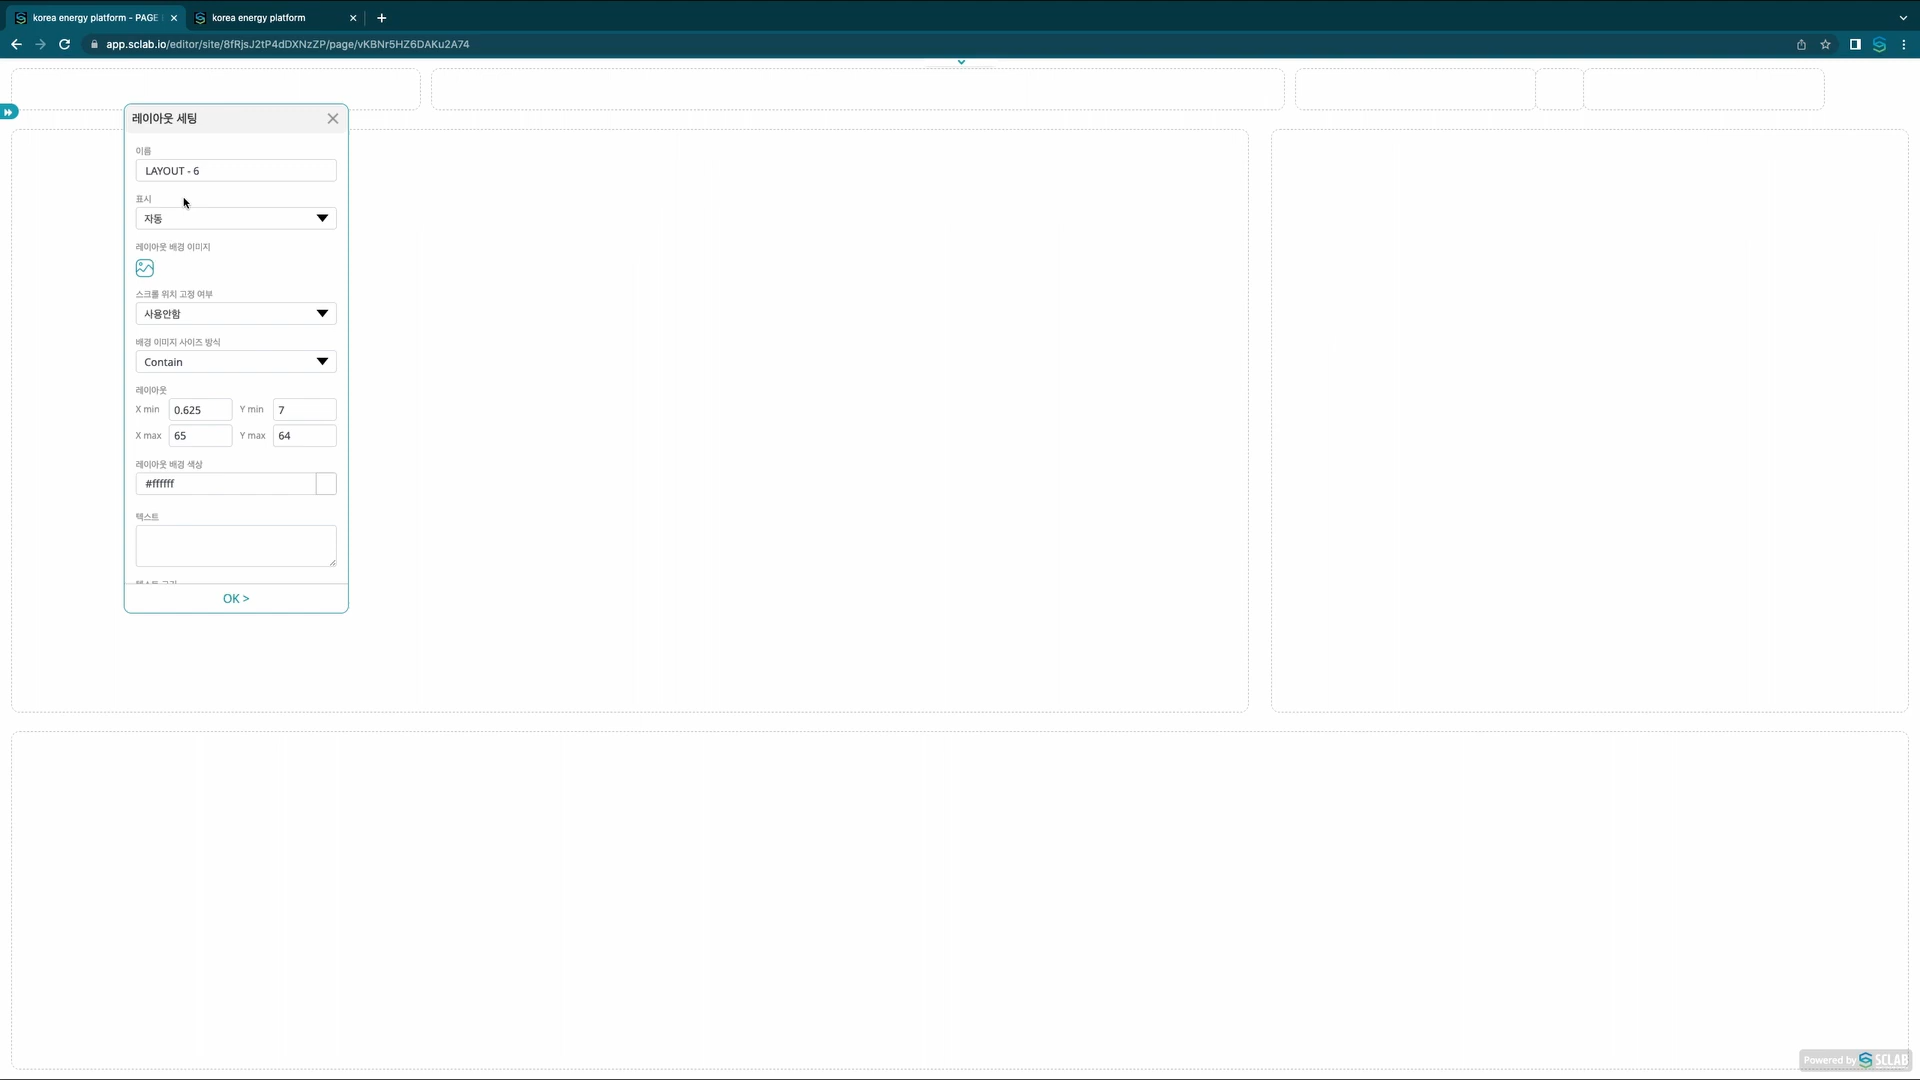 korea energy platform - PAGE
korea energy platform
app.sclab.io/editor/site/8fRjsJ2tP4dDXNzZP/page/vKBNr5HZ6DAKu2A74
레이아웃 세팅
이름
LAYOUT - 6
표시
자동
레이아웃 배경 이미지
스크롤 위치 고정 여부
사용안함
배경 이미지 사이즈 방식
Contain
레이아웃
X min 0.625 Y min 7
X max 65 Y max 64
레이아웃 배경 색상
#ffffff
텍스트
OK >
Powered by SCLAB